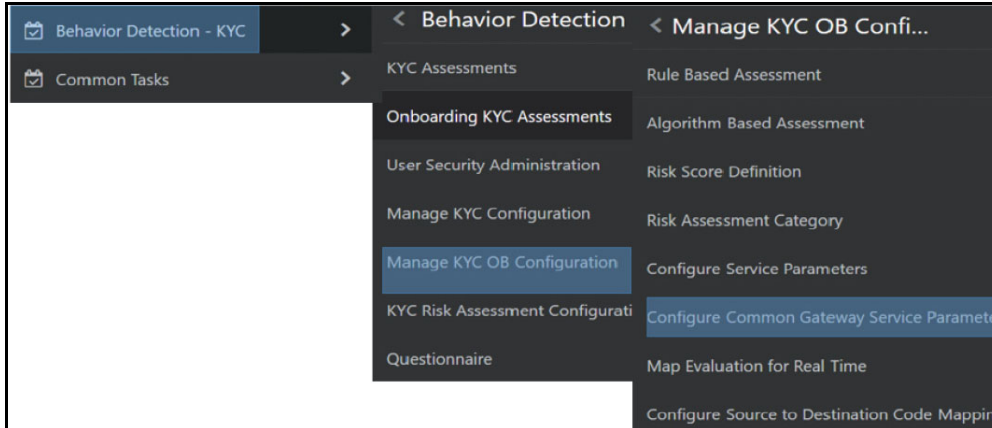 Behavior Detection - KYC
Common Tasks
Behavior Detection
KYC Assessments
Onboarding KYC Assessments
User Security Administration
Manage KYC Configuration
Manage KYC OB Configuration
KYC Risk Assessment Configurati
Questionnaire
Manage KYC OB Confi...
Rule Based Assessment
Algorithm Based Assessment
Risk Score Definition
Risk Assessment Category
Configure Service Parameters
Configure Common Gateway Service Paramete
Map Evaluation for Real Time
Configure Source to Destination Code Mappin